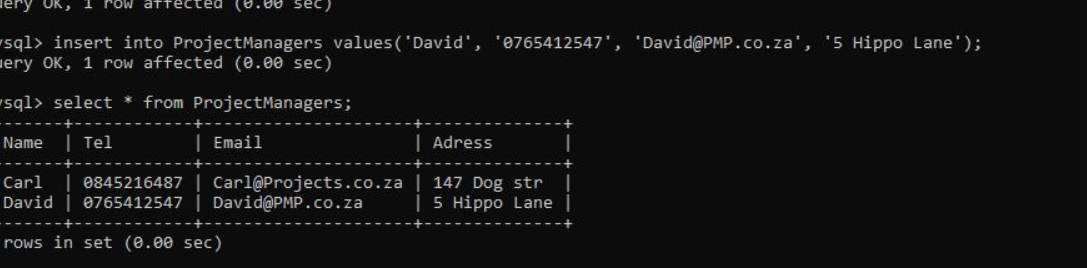 uery OK, 1 row affected (0.00 sec)
ysql> insert into ProjectManagers values('David', '0765412547', 'David@PMP.co.za', '5 Hippo Lane');
uery OK, 1 row affected (0.00 sec)
ysql> select * from ProjectManagers;
------+------------+--------------------+--------------+
Name  | Tel        | Email              | Adress       |
------+------------+--------------------+--------------+
Carl  | 0845216487 | Carl@Projects.co.za | 147 Dog str  |
David | 0765412547 | David@PMP.co.za    | 5 Hippo Lane |
------+------------+--------------------+--------------+
rows in set (0.00 sec)